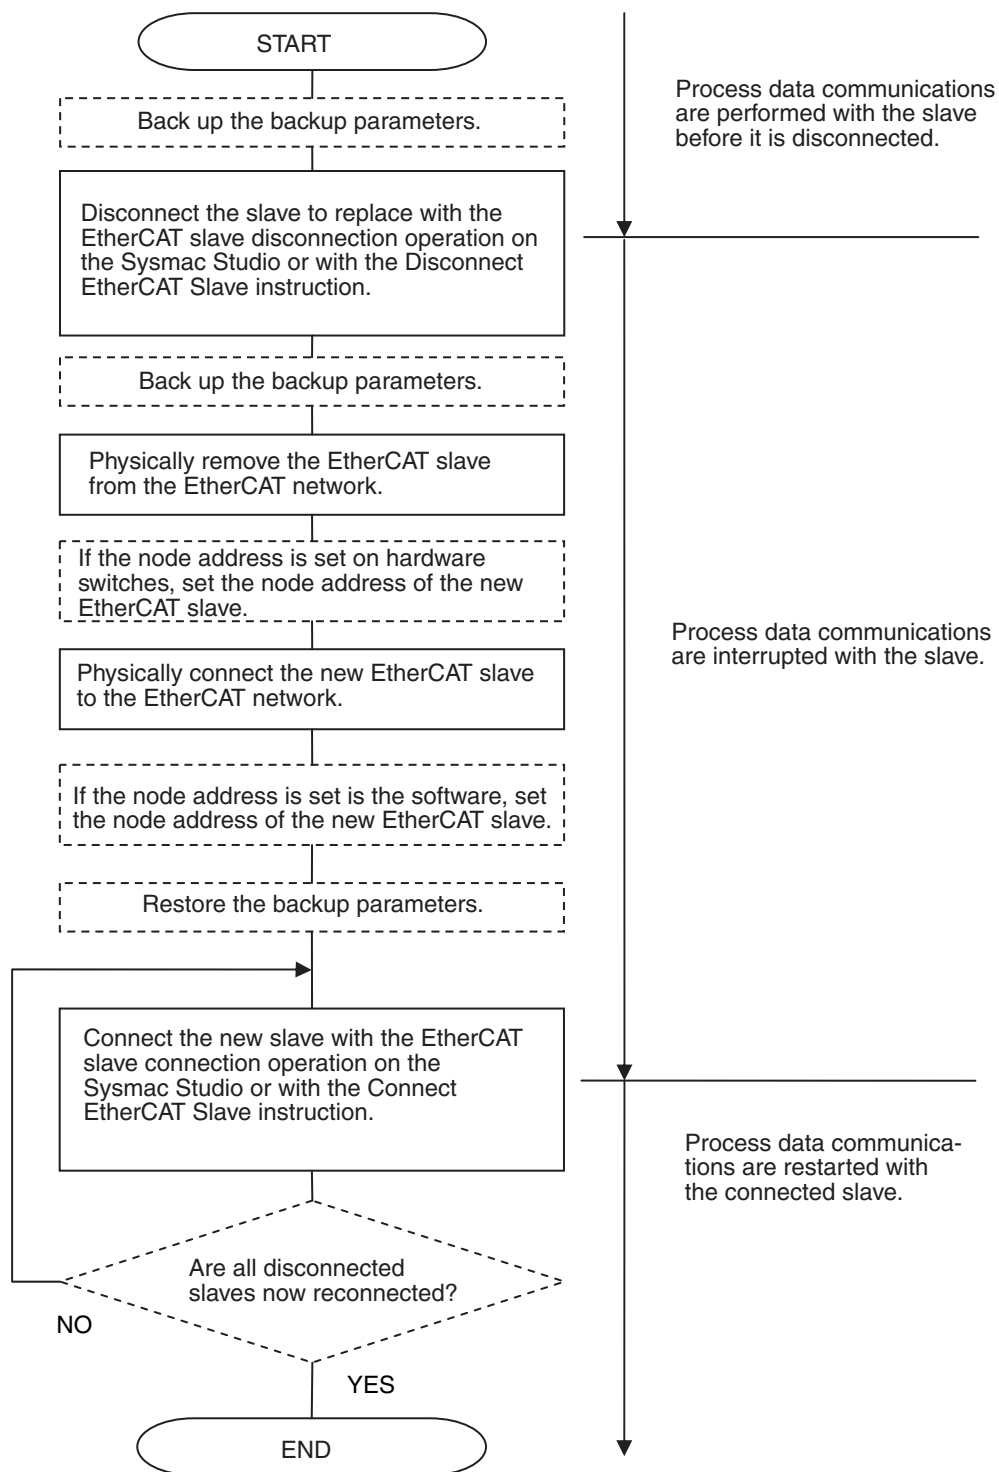 START
Back up the backup parameters.
Disconnect the slave to replace with the
EtherCAT slave disconnection operation on
the Sysmac Studio or with the Disconnect
EtherCAT Slave instruction.
Back up the backup parameters.
Physically remove the EtherCAT slave
from the EtherCAT network.
If the node address is set on hardware
switches, set the node address of the new
EtherCAT slave.
Physically connect the new EtherCAT slave
to the EtherCAT network.
If the node address is set is the software, set
the node address of the new EtherCAT slave.
Restore the backup parameters.
Connect the new slave with the EtherCAT
slave connection operation on the
Sysmac Studio or with the Connect
EtherCAT Slave instruction.
Are all disconnected
slaves now reconnected?
NO
YES
END
Process data communications
are performed with the slave
before it is disconnected.
Process data communications
are interrupted with the slave.
Process data communica-
tions are restarted with
the connected slave.